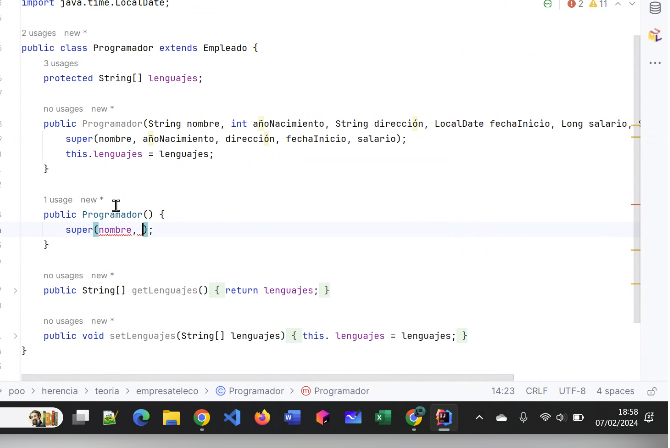 import java.time.LocalDate;
2 11
2 usages new *
public class Programador extends Empleado {
3 usages
protected String[] lenguajes;
no usages new *
public Programador(String nombre, int añoNacimiento, String dirección, LocalDate fechaInicio, Long salario, S
super(nombre, añoNacimiento, dirección, fechaInicio, salario);
this.lenguajes = lenguajes;
}
1 usage new *
public Programador() {
super(nombre, );
}
no usages new *
public String[] getLenguajes() { return lenguajes; }
no usages new *
public void setLenguajes(String[] lenguajes) { this. lenguajes = lenguajes; }
}
poo > herencia > teoria > empresateleco > Programador > Programador 14:23 CRLF UTF-8 4 spaces
18:58
07/02/2024